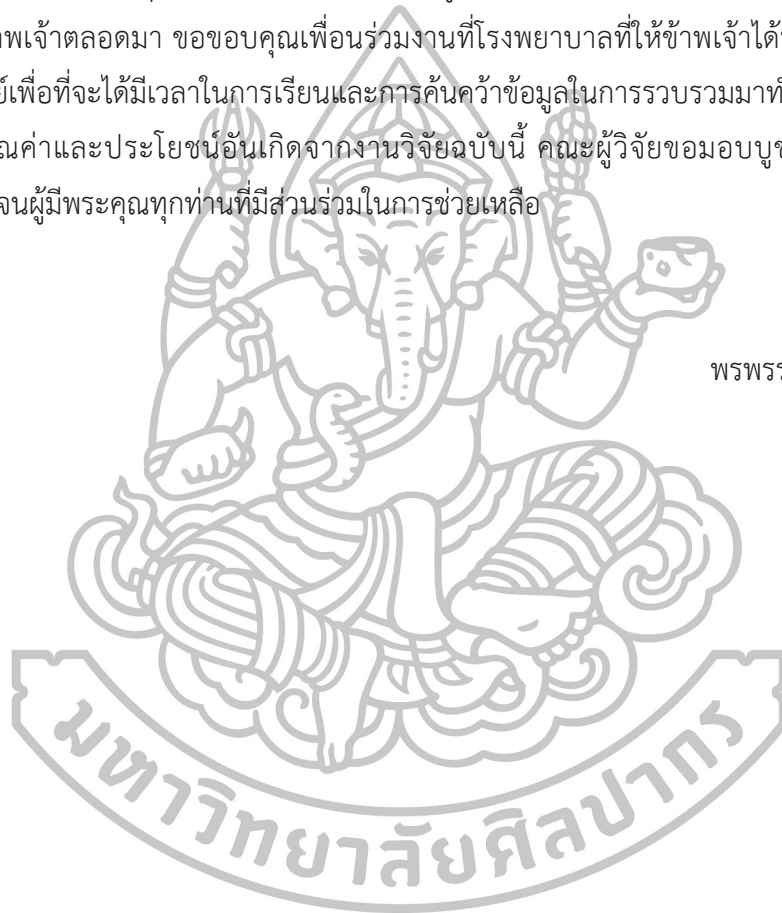 พเจ้าตลอดมา ขอขอบคุณเพื่อนร่วมงานที่โรงพยาบาลที่ให้ข้าพเจ้าได้
ย์เพื่อที่จะได้มีเวลาในการเรียนและการค้นคว้าข้อมูลในการรวบรวมมาทำ
ณค่าและประโยชน์อันเกิดจากงานวิจัยฉบับนี้ คณะผู้วิจัยขอมอบบูช
จนผู้มีพระคุณทุกท่านที่มีส่วนร่วมในการช่วยเหลือ
พรพรร
มหาวิทยาลัยศิลปากร